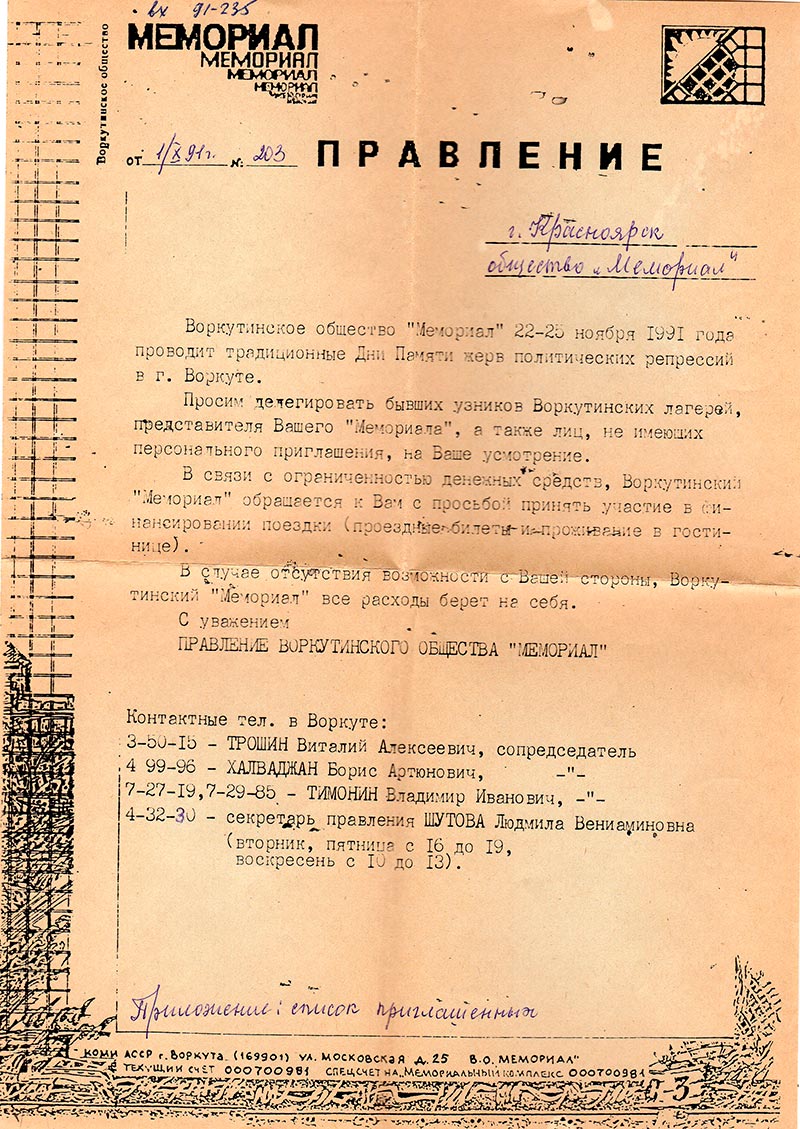 вх 91-235
МЕМОРИАЛ
МЕМОРИАЛ
МЕМОРИАЛ
МЕМОРИАЛ
Воркутинское общество
от 1/X 91г. №: 203 ПРАВЛЕНИЕ
г. Красноярск
общество „Мемориал"
Воркутинское общество "Мемориал" 22-25 ноября 1991 года
проводит традиционные Дни Памяти жерв политических репрессий
в г. Воркуте.
Просим делегировать бывших узников Воркутинских лагерей,
представителя Вашего "Мемориала", а также лиц, не имеющих
персонального приглашения, на Ваше усмотрение.
В связи с ограниченностью денежных средств, Воркутинский
"Мемориал" обращается к Вам с просьбой принять участие в фи-
нансировании поездки (проездные билеты и проживание в гости-
нице).
В случае отсутствия возможности с Вашей стороны, Ворку-
тинский "Мемориал" все расходы берет на себя.
С уважением
ПРАВЛЕНИЕ ВОРКУТИНСКОГО ОБЩЕСТВА "МЕМОРИАЛ"
Контактные тел. в Воркуте:
3-50-15 - ТРОШИН Виталий Алексеевич, сопредседатель
4 99-96 - ХАЛВАДЖАН Борис Артюнович, -"-
7-27-19,7-29-85 - ТИМОНИН Владимир Иванович, -"-
4-32-30 - секретарь правления ШУТОВА Людмила Вениаминовна
(вторник, пятница с 16 до 19,
воскресень с 10 до 13).
Приложение: список приглашенных
КОМИ АССР г. ВОРКУТА. (169901) УЛ. МОСКОВСКАЯ Д. 25 В.О. МЕМОРИАЛ"
ТЕКУЩИЙ СЧЁТ 000700981 СПЕЦСЧЕТ НА „МЕМОРИАЛЬНЫЙ КОМПЛЕКС 000700981
3